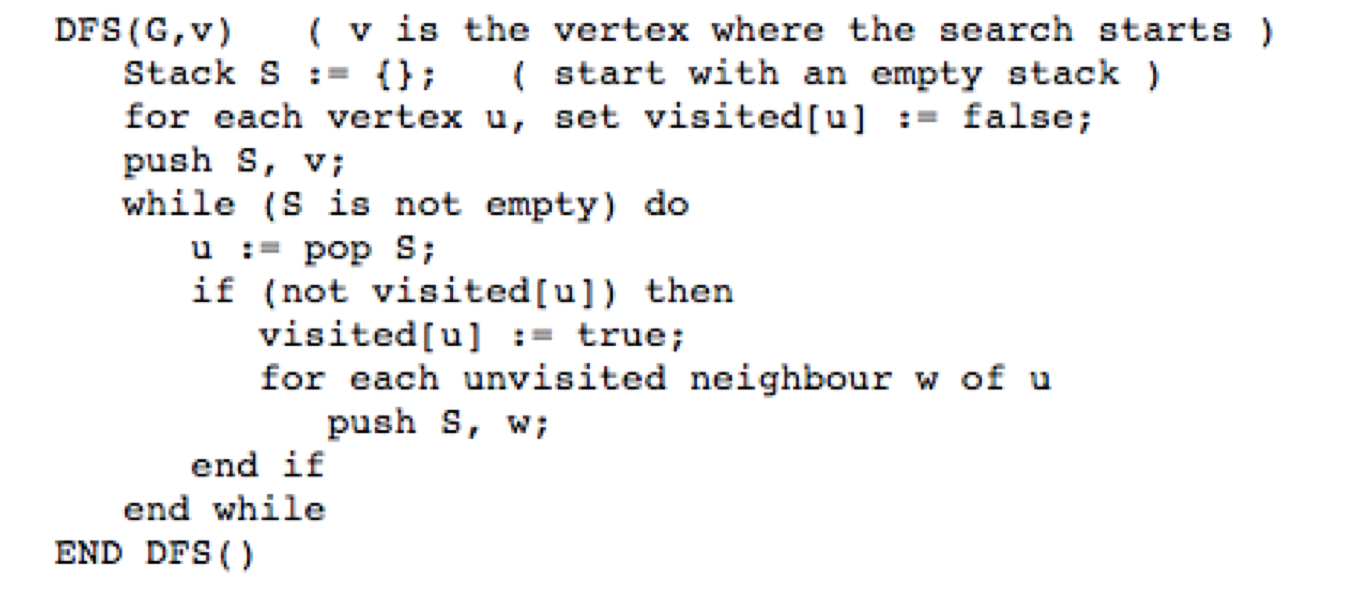 DFS(G,v)   ( v is the vertex where the search starts )
   Stack S := {};   ( start with an empty stack )
   for each vertex u, set visited[u] := false;
   push S, v;
   while (S is not empty) do
      u := pop S;
      if (not visited[u]) then
         visited[u] := true;
         for each unvisited neighbour w of u
            push S, w;
      end if
   end while
END DFS()